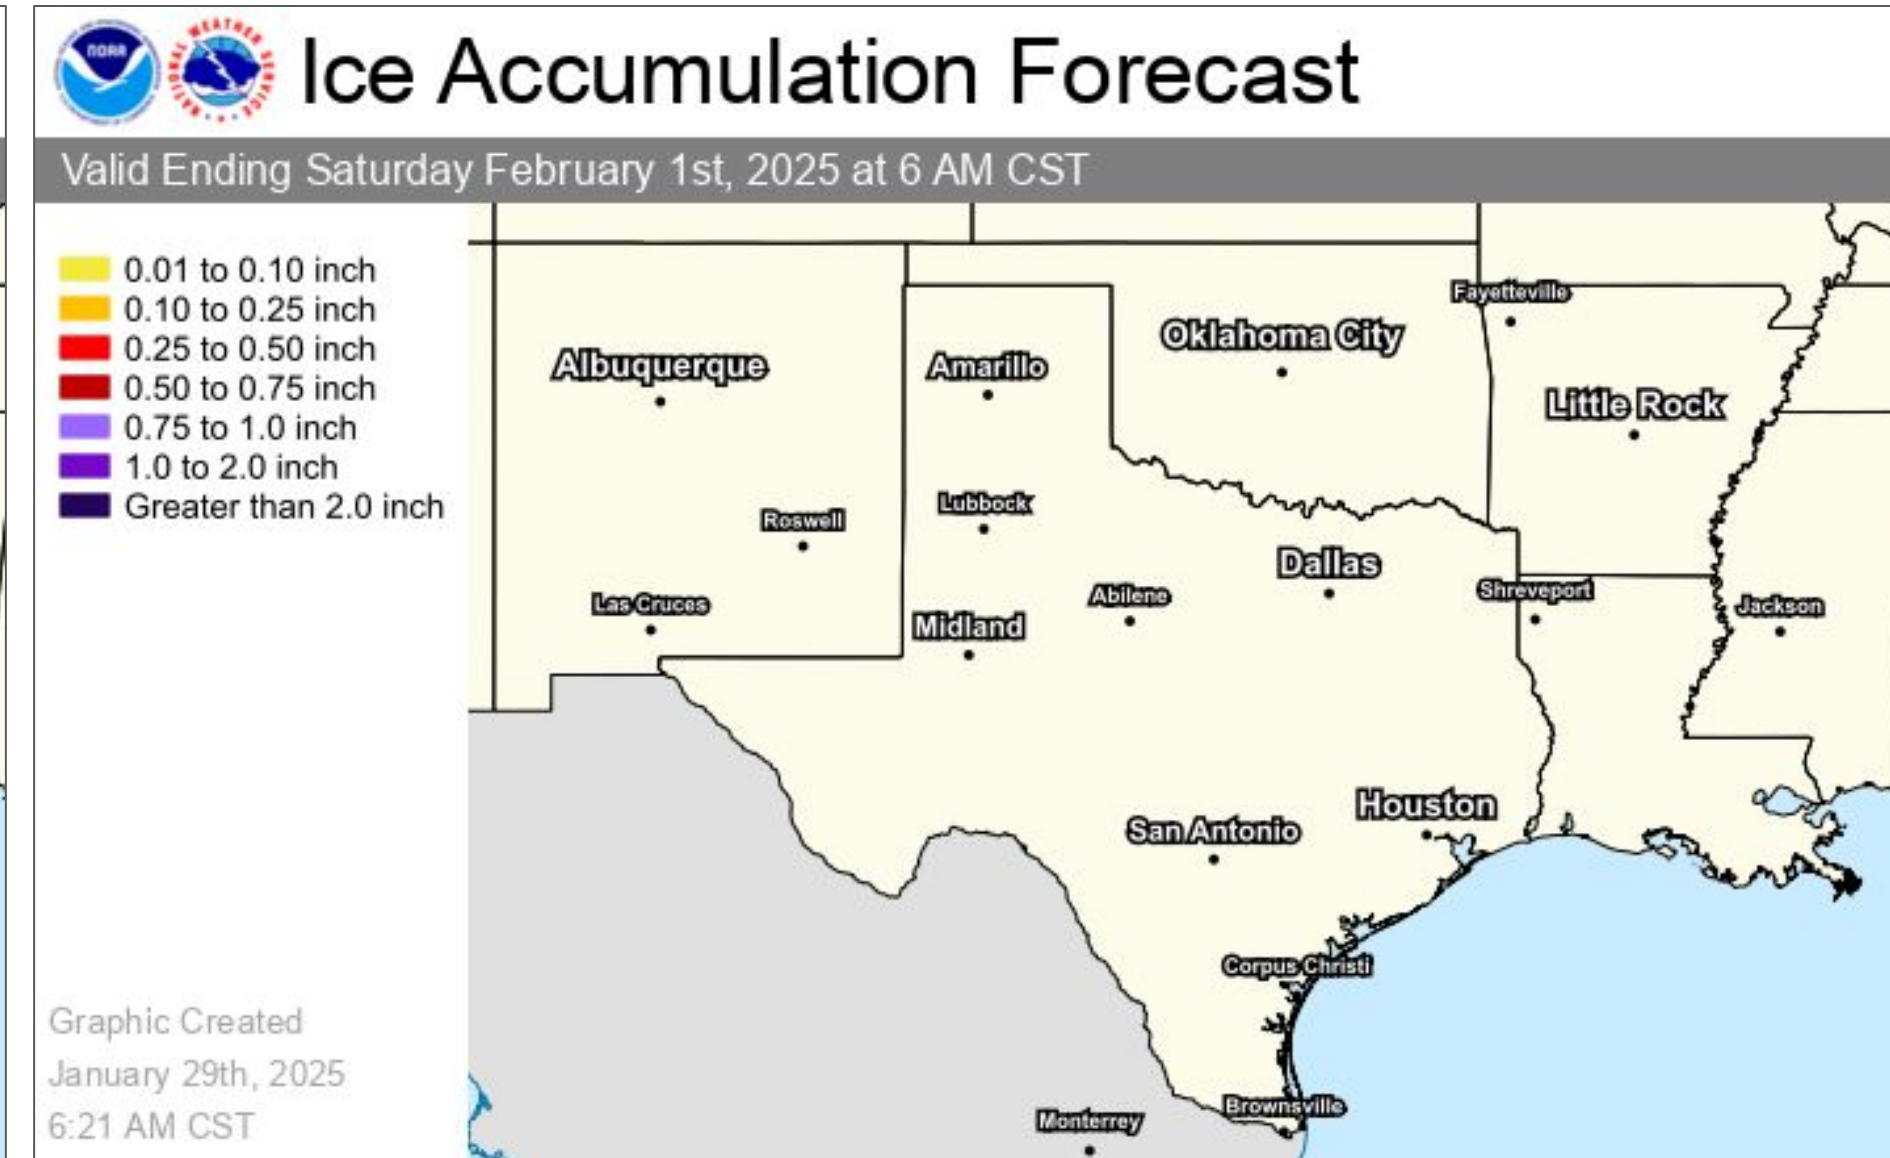 NOAA
NATIONAL WEATHER SERVICE
Ice Accumulation Forecast
Valid Ending Saturday February 1st, 2025 at 6 AM CST
0.01 to 0.10 inch
0.10 to 0.25 inch
0.25 to 0.50 inch
0.50 to 0.75 inch
0.75 to 1.0 inch
1.0 to 2.0 inch
Greater than 2.0 inch
Fayetteville
Oklahoma City
Albuquerque
Amarillo
Little Rock
Lubbock
Roswell
Dallas
Shreveport
Abilene
Las Cruces
Jackson
Midland
Houston
San Antonio
Corpus Christi
Brownsville
Monterrey
Graphic Created
January 29th, 2025
6:21 AM CST